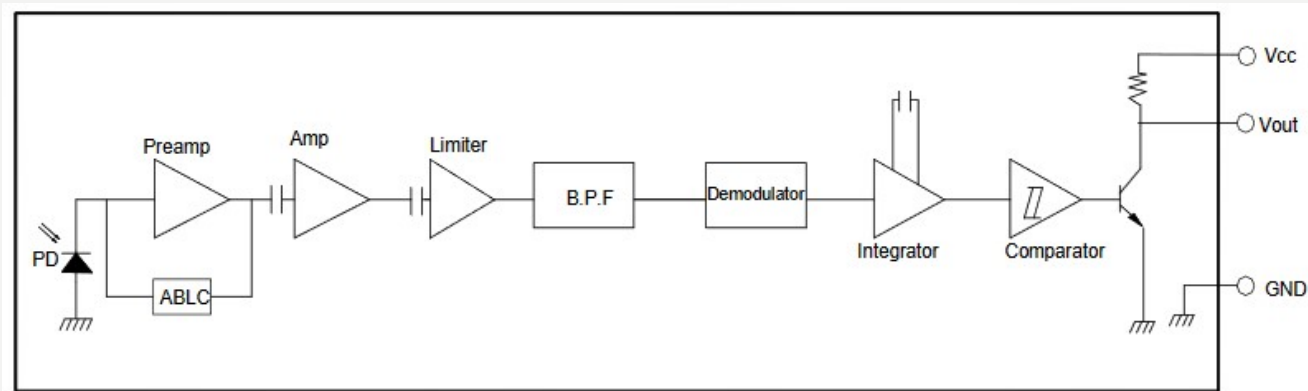 Preamp
Amp
Limiter
B.P.F
Demodulator
Integrator
Comparator
PD
ABLC
Vcc
Vout
GND